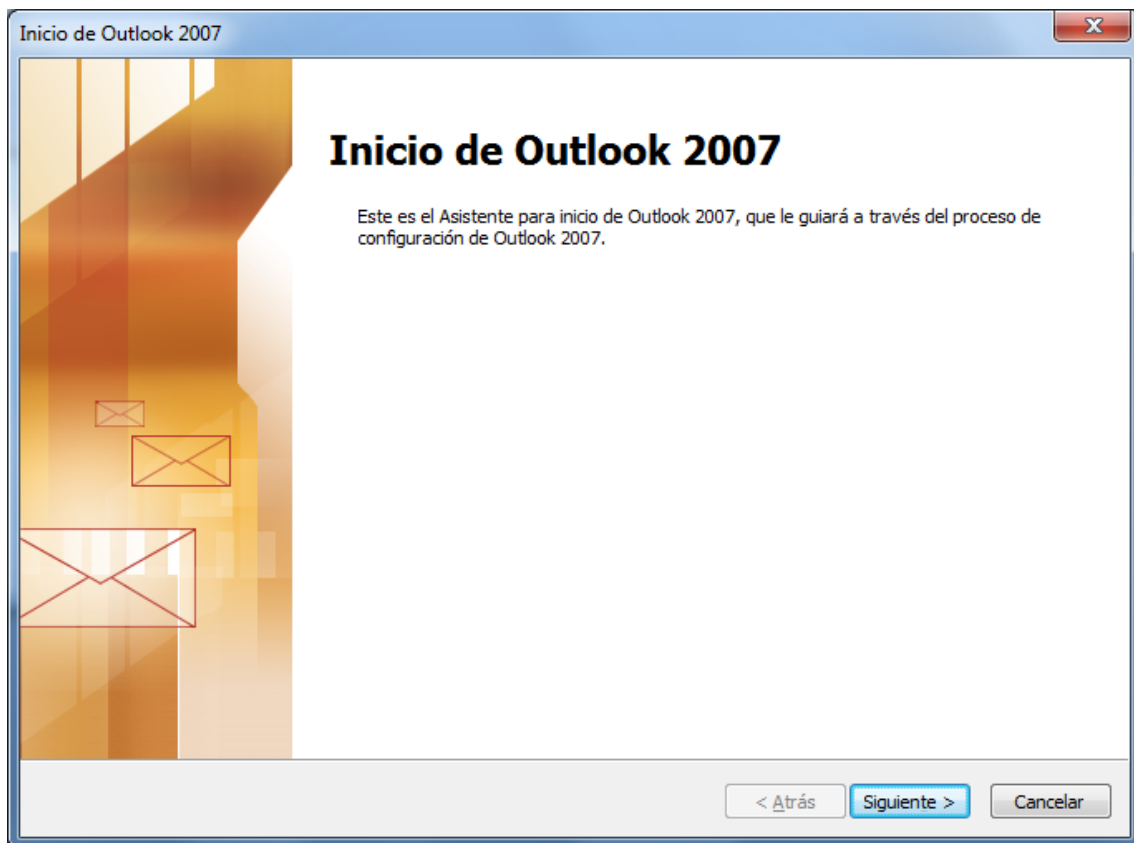 Inicio de Outlook 2007
Inicio de Outlook 2007
Este es el Asistente para inicio de Outlook 2007, que le guiará a través del proceso de
configuración de Outlook 2007.
< Atrás Siguiente > Cancelar